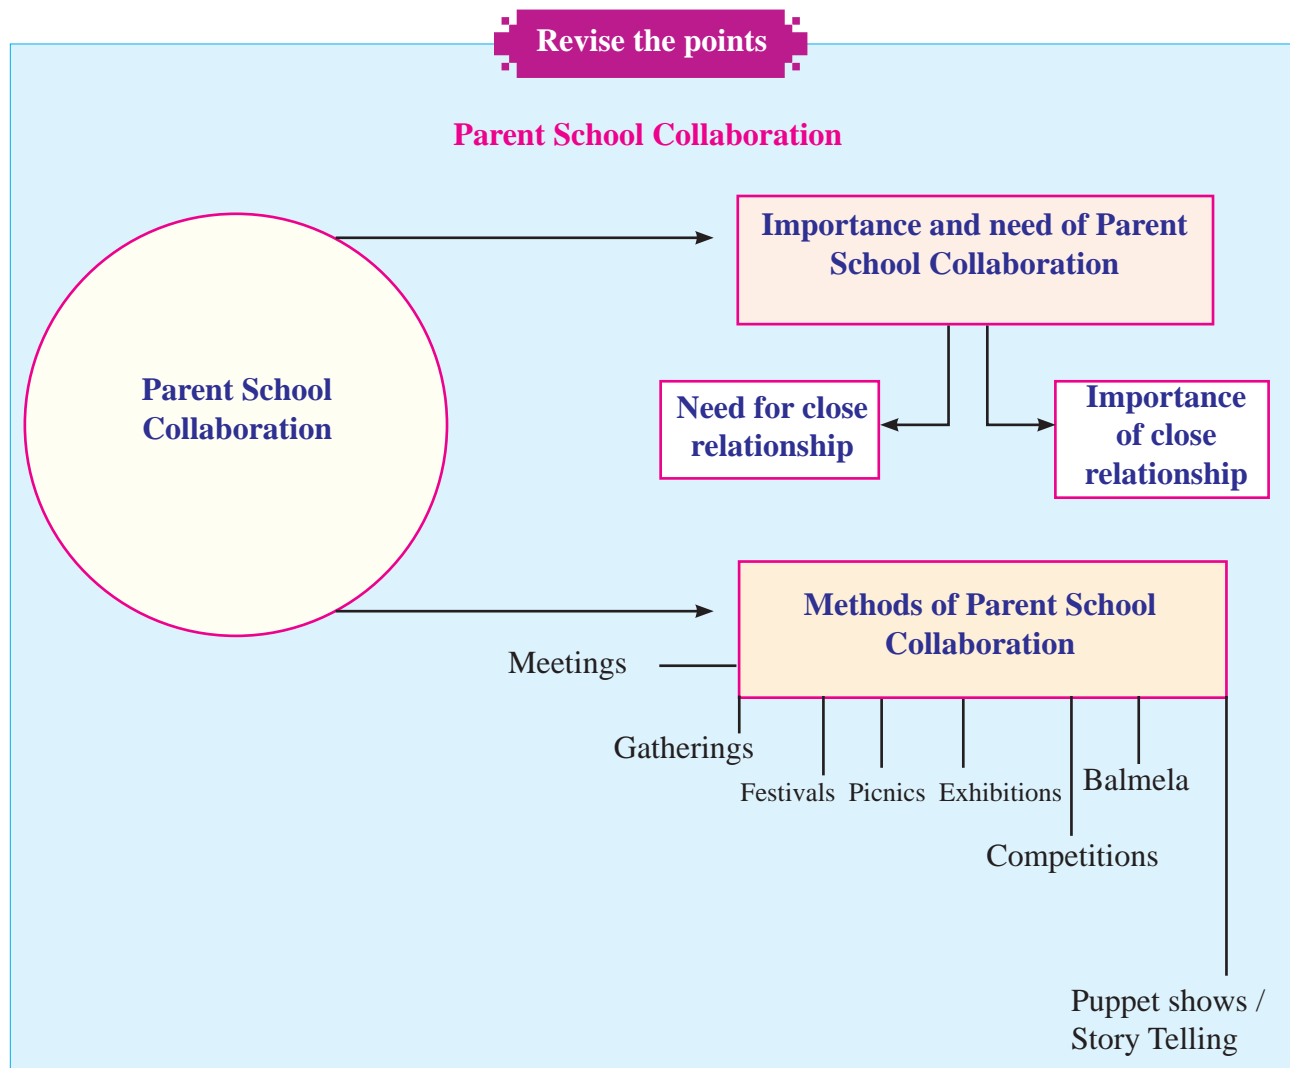 Revise the points
Parent School Collaboration
Importance and need of Parent
School Collaboration
Parent School
Collaboration
Need for close
relationship
Importance
of close
relationship
Methods of Parent School
Collaboration
Meetings
Gatherings
Festivals
Picnics
Exhibitions
Balmela
Competitions
Puppet shows /
Story Telling